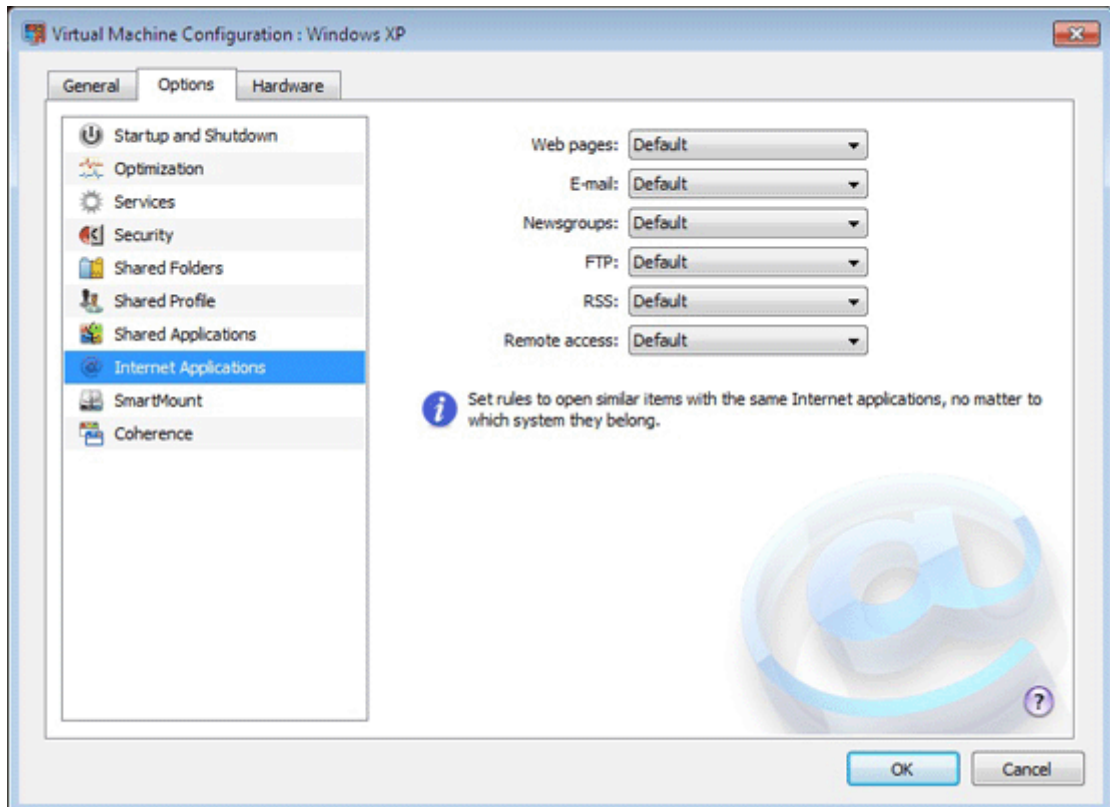 Virtual Machine Configuration : Windows XP
General Options Hardware
Startup and Shutdown
Optimization
Services
Security
Shared Folders
Shared Profile
Shared Applications
Internet Applications
SmartMount
Coherence
Web pages: Default
E-mail: Default
Newsgroups: Default
FTP: Default
RSS: Default
Remote access: Default
Set rules to open similar items with the same Internet applications, no matter to
which system they belong.
OK Cancel